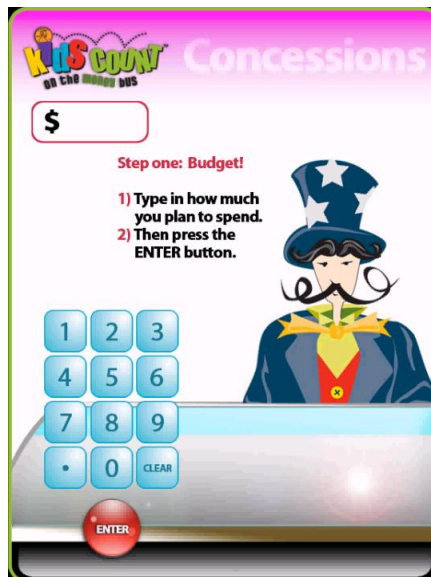 KidS COUNT™
on the money bus
Concessions
$
Step one: Budget!
1) Type in how much
you plan to spend.
2) Then press the
ENTER button.
1 2 3
4 5 6
7 8 9
• 0 CLEAR
ENTER